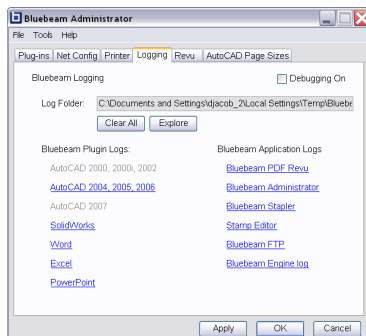 Bluebeam Administrator
File Tools Help
Plug-ins Net Config Printer Logging Revu AutoCAD Page Sizes
Bluebeam Logging Debugging On
Log Folder: C:\Documents and Settings\djacob_2\Local Settings\Temp\Bluebe
Clear All Explore
Bluebeam Plugin Logs: Bluebeam Application Logs
AutoCAD 2000, 2000i, 2002 Bluebeam PDF Revu
AutoCAD 2004, 2005, 2006 Bluebeam Administrator
AutoCAD 2007 Bluebeam Stapler
SolidWorks Stamp Editor
Word Bluebeam FTP
Excel Bluebeam Engine log
PowerPoint
Apply OK Cancel